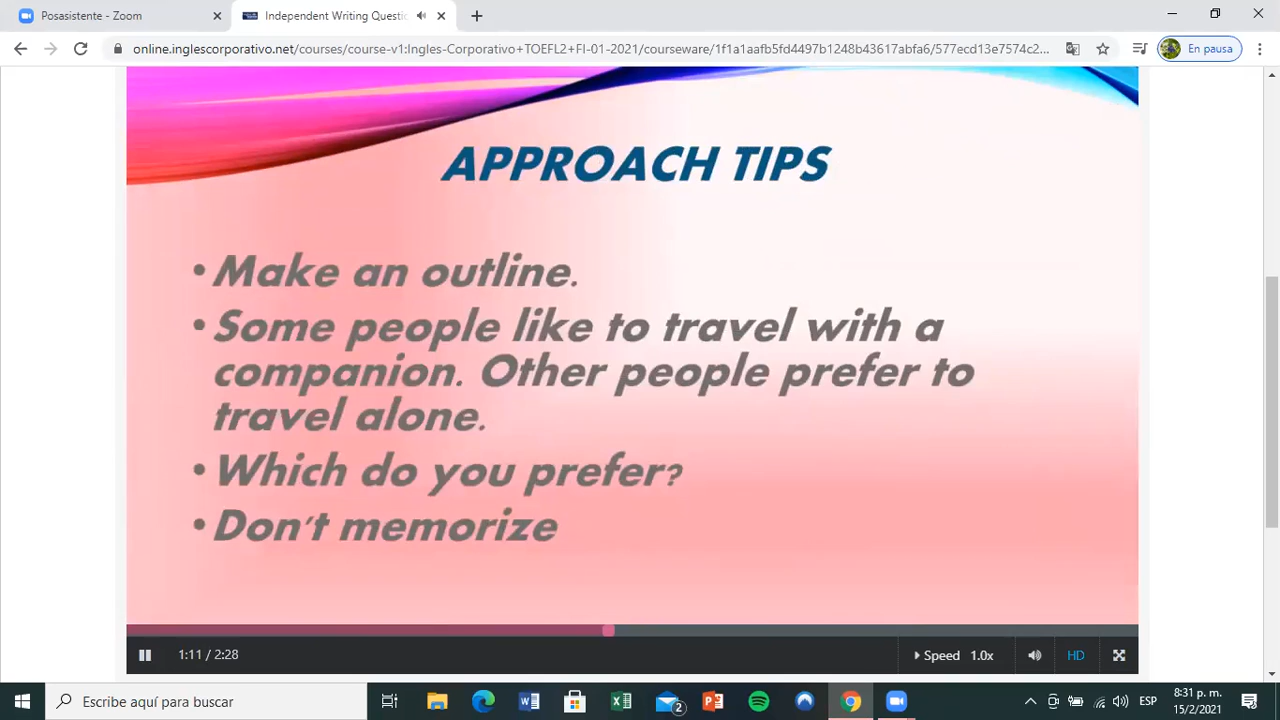 Posasistente - Zoom
Independent Writing Questi
online.inglescorporativo.net/courses/course-v1:Ingles-Corporativo+TOEFL2+FI-01-2021/courseware/1f1a1aafb5fd4497b1248b43617abfa6/577ecd13e7574c2...
En pausa
APPROACH TIPS
• Make an outline.
• Some people like to travel with a
companion. Other people prefer to
travel alone.
• Which do you prefer?
• Don't memorize
1:11 / 2:28
Speed 1.0x
HD
Escribe aquí para buscar
2
ESP
8:31 p. m.
15/2/2021